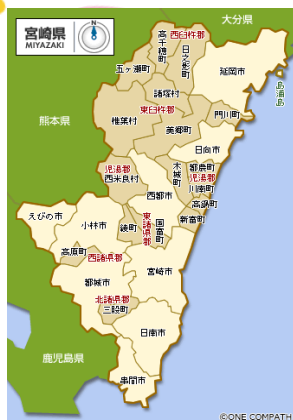 宮崎県
MIYAZAKI
大分県
西臼杵郡
高千穂町
日之影町
五ヶ瀬町
延岡市
島浦島
諸塚村
熊本県
東臼杵郡
門川町
椎葉村
美郷町
日向市
児湯郡
西米良村
木城町
都農町
児湯郡
川南町
西都市
高鍋町
えびの市
小林市
東諸県郡
国富町
新富町
綾町
高原町
西諸県郡
宮崎市
都城市
北諸県郡
三股町
日南市
鹿児島県
串間市
©ONE COMPATH